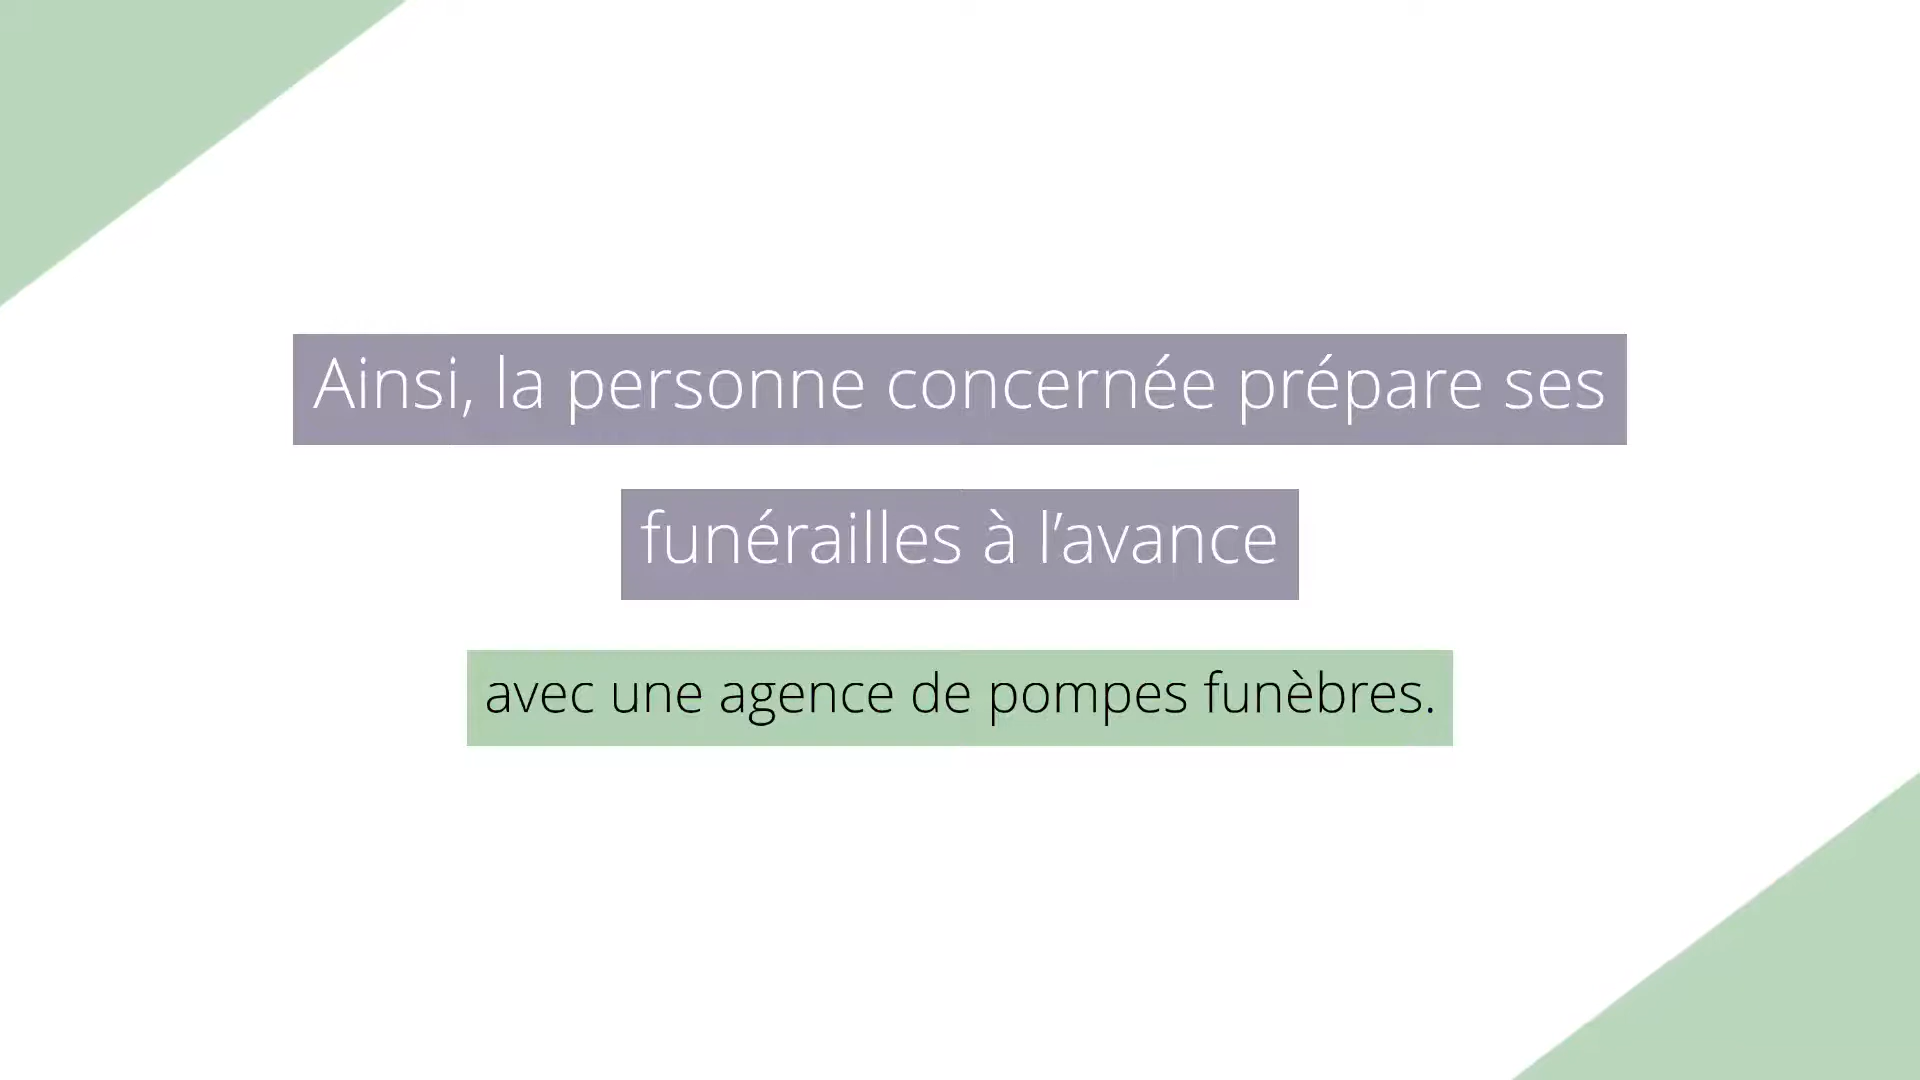 Ainsi, la personne concernée prépare ses
funérailles à l’avance
avec une agence de pompes funèbres.